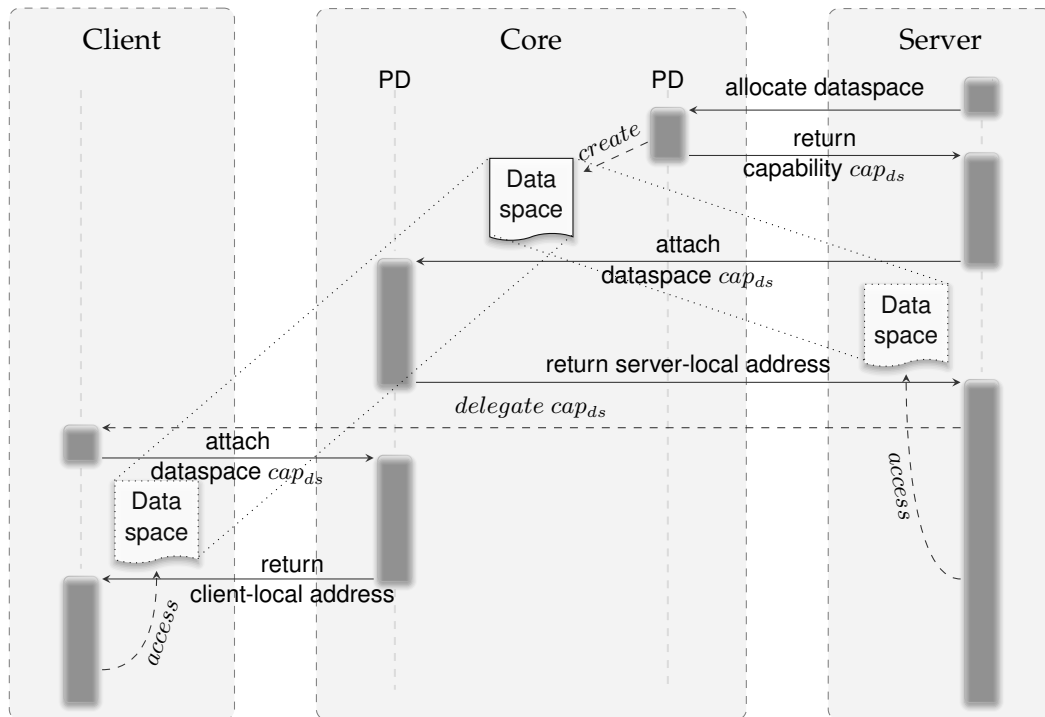 Client
Core
Server
PD
PD
allocate dataspace
create
return
capability cap_ds
Data
space
attach
dataspace cap_ds
Data
space
return server-local address
delegate cap_ds
attach
dataspace cap_ds
access
Data
space
return
client-local address
access